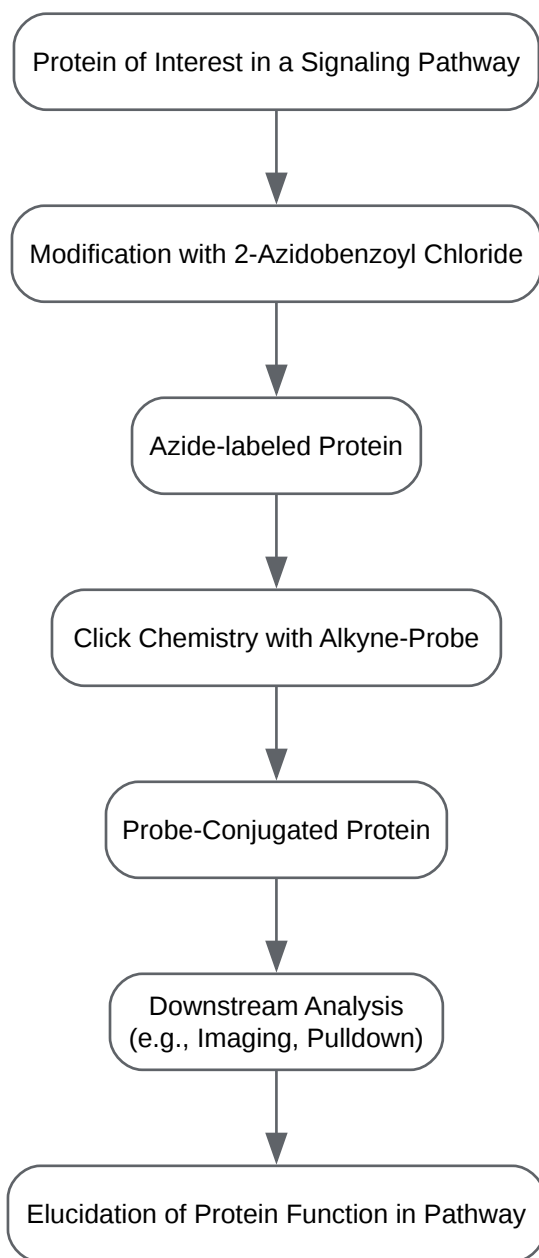 Protein of Interest in a Signaling Pathway
Modification with 2-Azidobenzoyl Chloride
Azide-labeled Protein
Click Chemistry with Alkyne-Probe
Probe-Conjugated Protein
Downstream Analysis
(e.g., Imaging, Pulldown)
Elucidation of Protein Function in Pathway